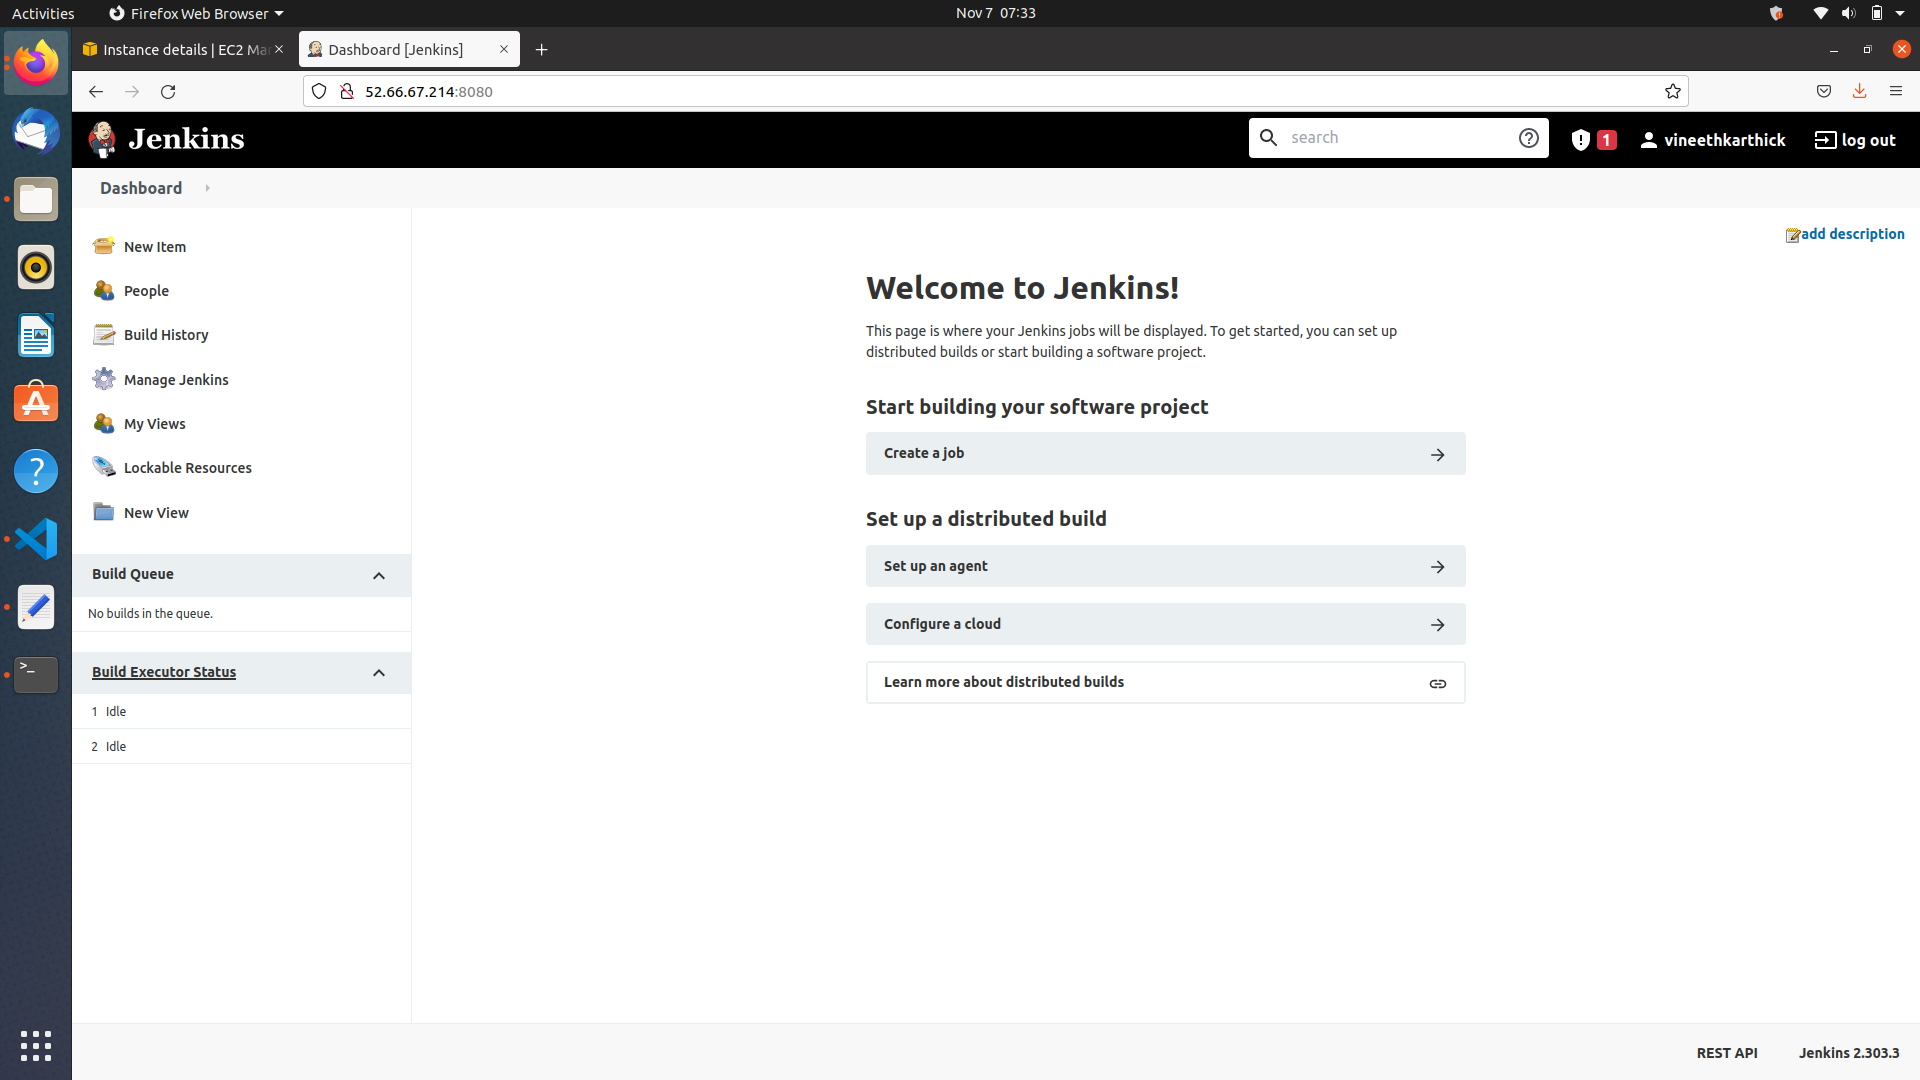 Activities
Firefox Web Browser
Nov 7 07:33
Instance details | EC2 Mar
Dashboard [Jenkins]
52.66.67.214:8080
Jenkins
search
1
vineethkarthick
log out
Dashboard
New Item
People
Build History
Manage Jenkins
My Views
Lockable Resources
New View
Build Queue
No builds in the queue.
Build Executor Status
1 Idle
2 Idle
add description
Welcome to Jenkins!
This page is where your Jenkins jobs will be displayed. To get started, you can set up
distributed builds or start building a software project.
Start building your software project
Create a job
Set up a distributed build
Set up an agent
Configure a cloud
Learn more about distributed builds
REST API
Jenkins 2.303.3